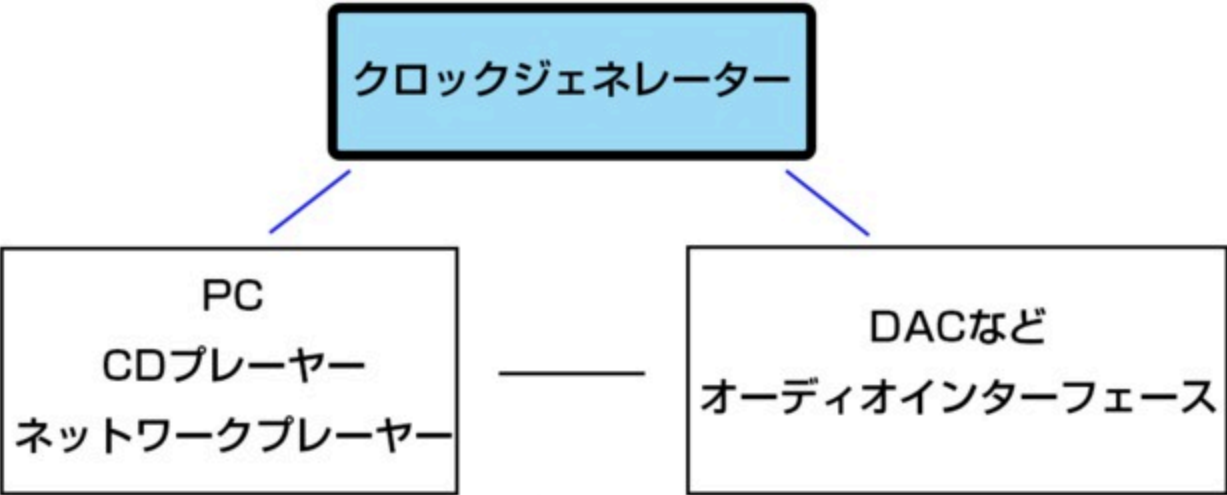 クロックジェネレーター
PC
CDプレーヤー
ネットワークプレーヤー
DACなど
オーディオインターフェース